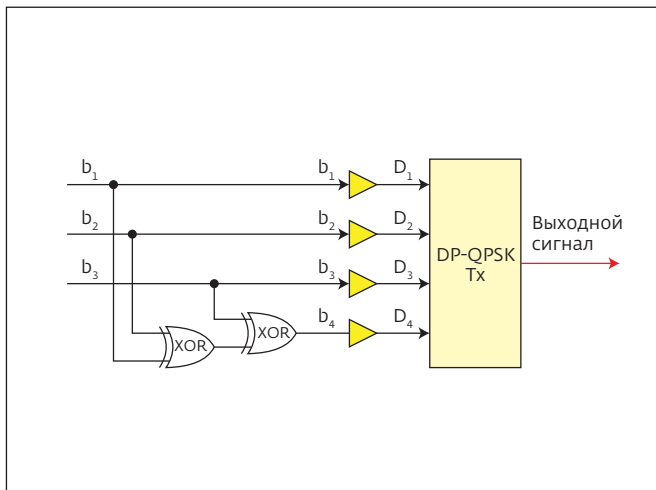 b₁ b₁ D₁
b₂ b₂ D₂
b₃ b₃ D₃
XOR XOR b₄ D₄
DP-QPSK
Tx
Выходной
сигнал